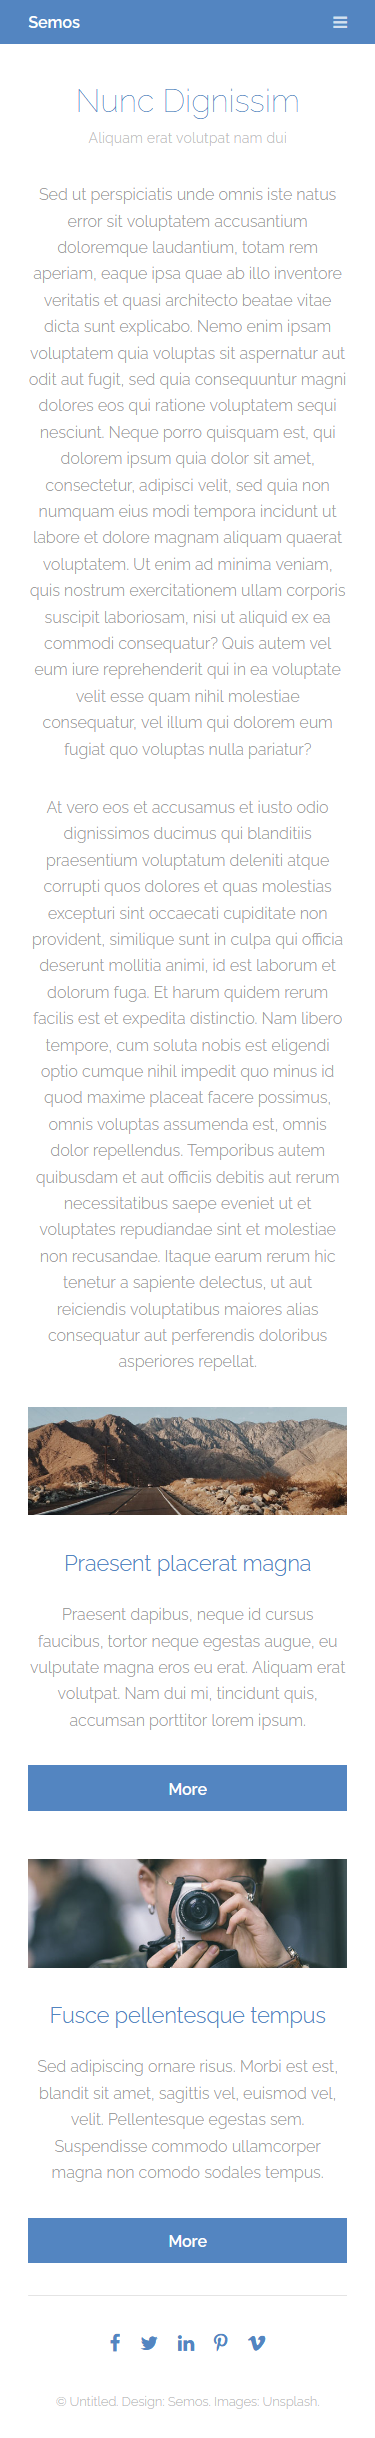 Semos
Nunc Dignissim
Aliquam erat volutpat nam dui
Sed ut perspiciatis unde omnis iste natus
error sit voluptatem accusantium
doloremque laudantium, totam rem
aperiam, eaque ipsa quae ab illo inventore
veritatis et quasi architecto beatae vitae
dicta sunt explicabo. Nemo enim ipsam
voluptatem quia voluptas sit aspernatur aut
odit aut fugit, sed quia consequuntur magni
dolores eos qui ratione voluptatem sequi
nesciunt. Neque porro quisquam est, qui
dolorem ipsum quia dolor sit amet,
consectetur, adipisci velit, sed quia non
numquam eius modi tempora incidunt ut
labore et dolore magnam aliquam quaerat
voluptatem. Ut enim ad minima veniam,
quis nostrum exercitationem ullam corporis
suscipit laboriosam, nisi ut aliquid ex ea
commodi consequatur? Quis autem vel
eum iure reprehenderit qui in ea voluptate
velit esse quam nihil molestiae
consequatur, vel illum qui dolorem eum
fugiat quo voluptas nulla pariatur?
At vero eos et accusamus et iusto odio
dignissimos ducimus qui blanditiis
praesentium voluptatum deleniti atque
corrupti quos dolores et quas molestias
excepturi sint occaecati cupiditate non
provident, similique sunt in culpa qui officia
deserunt mollitia animi, id est laborum et
dolorum fuga. Et harum quidem rerum
facilis est et expedita distinctio. Nam libero
tempore, cum soluta nobis est eligendi
optio cumque nihil impedit quo minus id
quod maxime placeat facere possimus,
omnis voluptas assumenda est, omnis
dolor repellendus. Temporibus autem
quibusdam et aut officiis debitis aut rerum
necessitatibus saepe eveniet ut et
voluptates repudiandae sint et molestiae
non recusandae. Itaque earum rerum hic
tenetur a sapiente delectus, ut aut
reiciendis voluptatibus maiores alias
consequatur aut perferendis doloribus
asperiores repellat.
Praesent placerat magna
Praesent dapibus, neque id cursus
faucibus, tortor neque egestas augue, eu
vulputate magna eros eu erat. Aliquam erat
volutpat. Nam dui mi, tincidunt quis,
accumsan porttitor lorem ipsum.
More
Fusce pellentesque tempus
Sed adipiscing ornare risus. Morbi est est,
blandit sit amet, sagittis vel, euismod vel,
velit. Pellentesque egestas sem.
Suspendisse commodo ullamcorper
magna non comodo sodales tempus.
More
© Untitled. Design: Semos. Images: Unsplash.